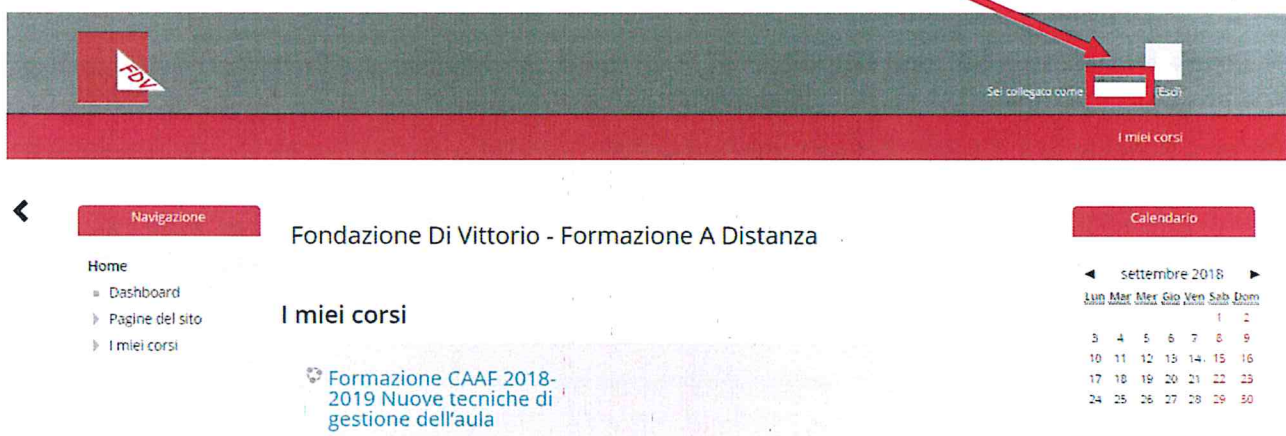 FDV
Sei collegato come (Esci)
I miei corsi
Navigazione
Home
Dashboard
Pagine del sito
I miei corsi
Fondazione Di Vittorio - Formazione A Distanza
I miei corsi
Formazione CAAF 2018-
2019 Nuove tecniche di
gestione dell'aula
Calendario
◄ settembre 2018 ►
Lun Mar Mer Gio Ven Sab Dom
1 2
3 4 5 6 7 8 9
10 11 12 13 14 15 16
17 18 19 20 21 22 23
24 25 26 27 28 29 30